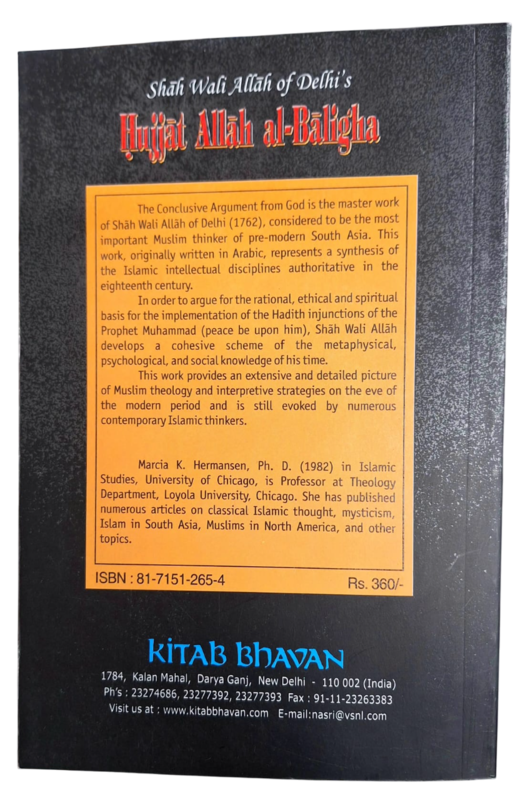 Shāh Walī Allāh of Delhi's
Ḥujjāt Allāh al-Bāligha
The Conclusive Argument from God is the master work
of Shāh Wali Allāh of Delhi (1762), considered to be the most
important Muslim thinker of pre-modern South Asia. This
work, originally written in Arabic, represents a synthesis of
the Islamic intellectual disciplines authoritative in the
eighteenth century.
In order to argue for the rational, ethical and spiritual
basis for the implementation of the Hadith injunctions of the
Prophet Muhammad (peace be upon him), Shāh Wali Allāh
develops a cohesive scheme of the metaphysical,
psychological, and social knowledge of his time.
This work provides an extensive and detailed picture
of Muslim theology and interpretive strategies on the eve of
the modern period and is still evoked by numerous
contemporary Islamic thinkers.
Marcia K. Hermansen, Ph. D. (1982) in Islamic
Studies, University of Chicago, is Professor at Theology
Department, Loyola University, Chicago. She has published
numerous articles on classical Islamic thought, mysticism,
Islam in South Asia, Muslims in North America, and other
topics.
ISBN : 81-7151-265-4 Rs. 360/-
KITAB BHAVAN
1784, Kalan Mahal, Darya Ganj, New Delhi - 110 002 (India)
Ph's : 23274686, 23277392, 23277393 Fax : 91-11-23263383
Visit us at : www.kitabbhavan.com E-mail:nasri@vsnl.com